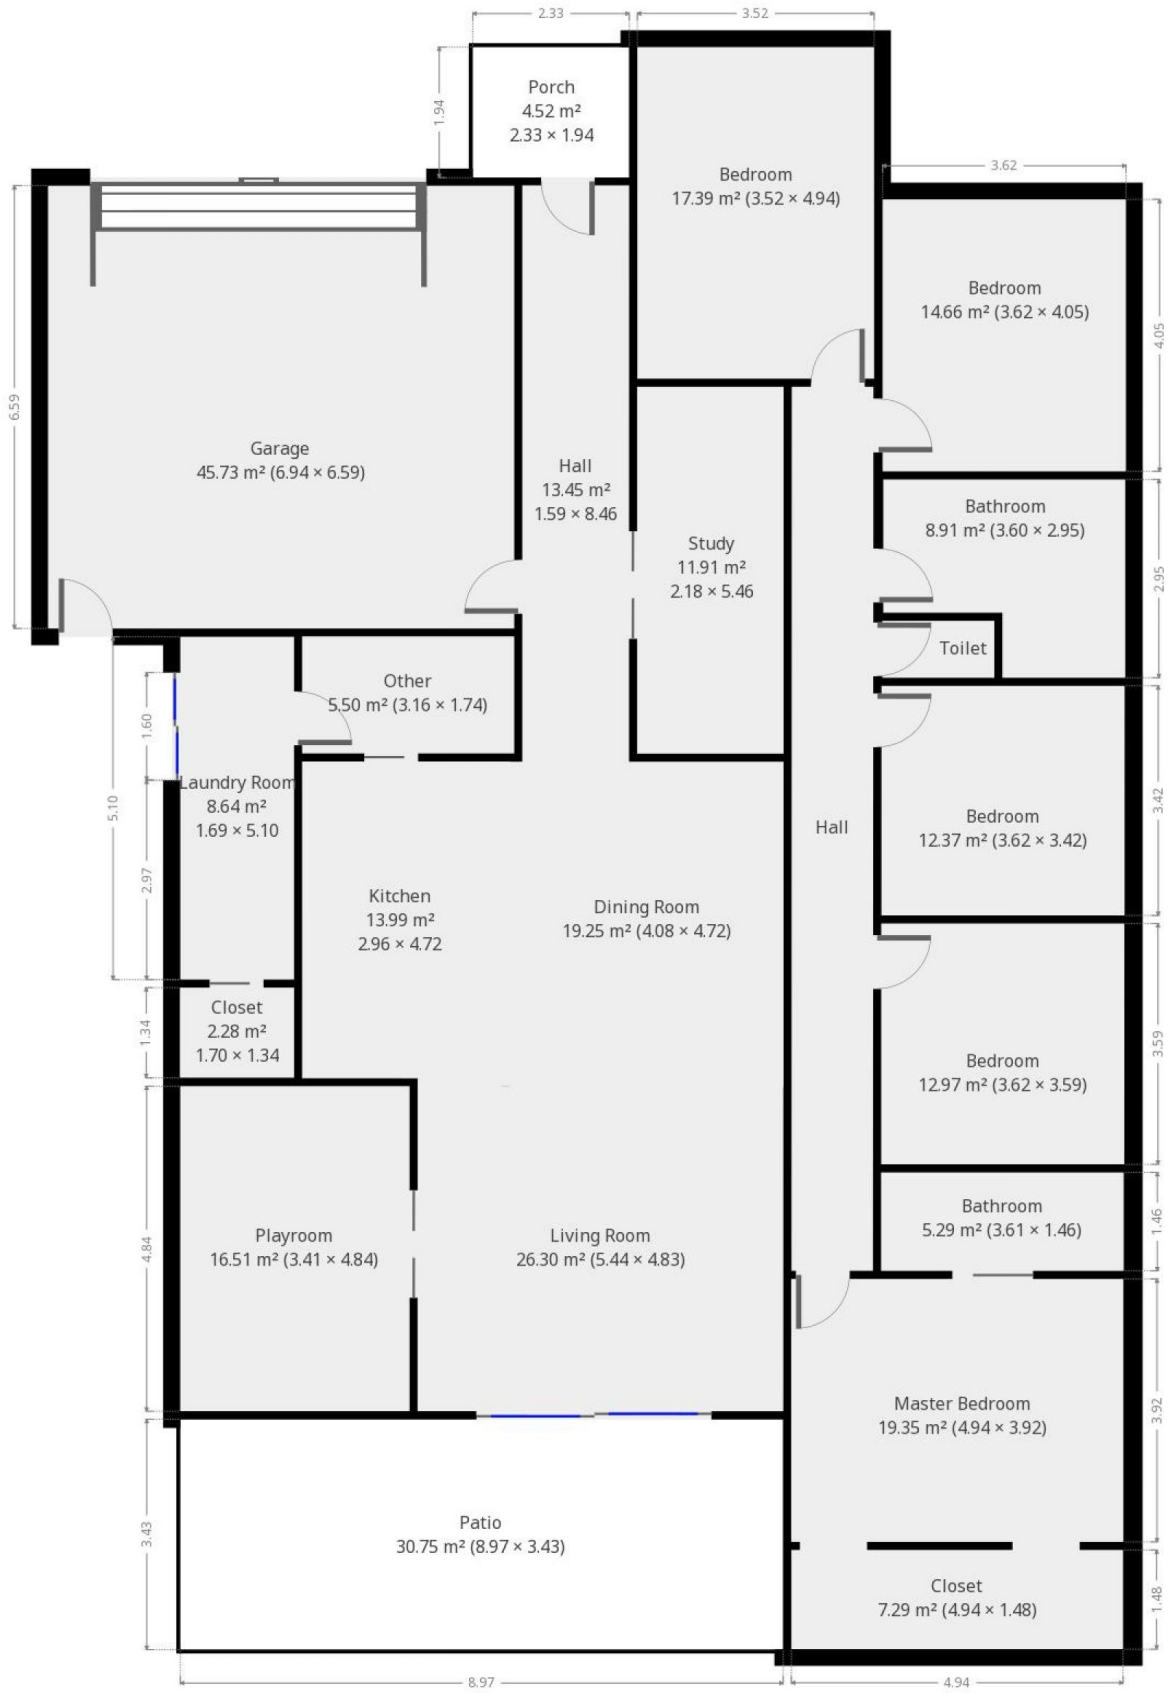 2.33
3.52
Porch
4.52 m²
2.33 × 1.94
1.94
Bedroom
17.39 m² (3.52 × 4.94)
3.62
Bedroom
14.66 m² (3.62 × 4.05)
4.05
6.59
Garage
45.73 m² (6.94 × 6.59)
Hall
13.45 m²
1.59 × 8.46
Study
11.91 m²
2.18 × 5.46
Bathroom
8.91 m² (3.60 × 2.95)
2.95
Toilet
Other
5.50 m² (3.16 × 1.74)
1.60
Laundry Room
8.64 m²
1.69 × 5.10
5.10
2.97
Kitchen
13.99 m²
2.96 × 4.72
Dining Room
19.25 m² (4.08 × 4.72)
Hall
Bedroom
12.37 m² (3.62 × 3.42)
3.42
Closet
2.28 m²
1.70 × 1.34
1.34
Bedroom
12.97 m² (3.62 × 3.59)
3.59
Playroom
16.51 m² (3.41 × 4.84)
4.84
Living Room
26.30 m² (5.44 × 4.83)
Bathroom
5.29 m² (3.61 × 1.46)
1.46
Master Bedroom
19.35 m² (4.94 × 3.92)
3.92
Patio
30.75 m² (8.97 × 3.43)
3.43
Closet
7.29 m² (4.94 × 1.48)
1.48
8.97
4.94